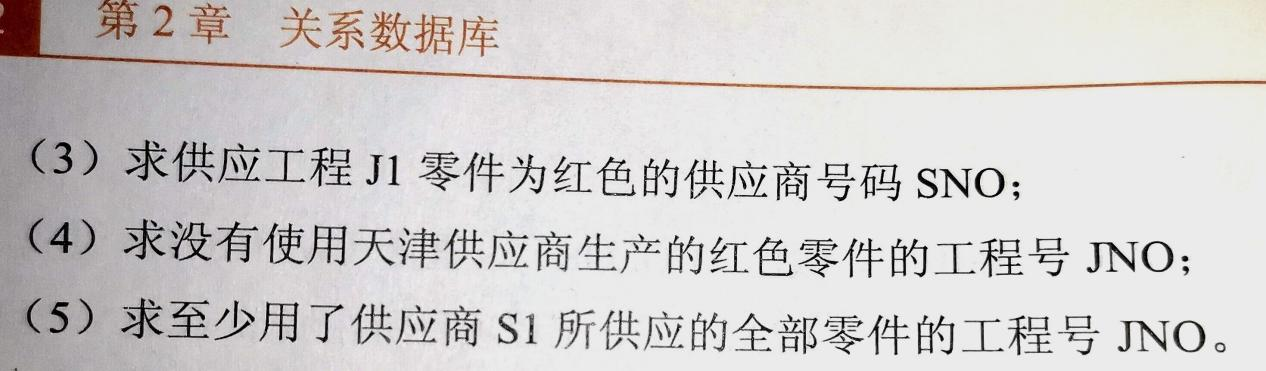 第2章 关系数据库
（3）求供应工程 J1 零件为红色的供应商号码 SNO；
（4）求没有使用天津供应商生产的红色零件的工程号 JNO；
（5）求至少用了供应商 S1 所供应的全部零件的工程号 JNO。